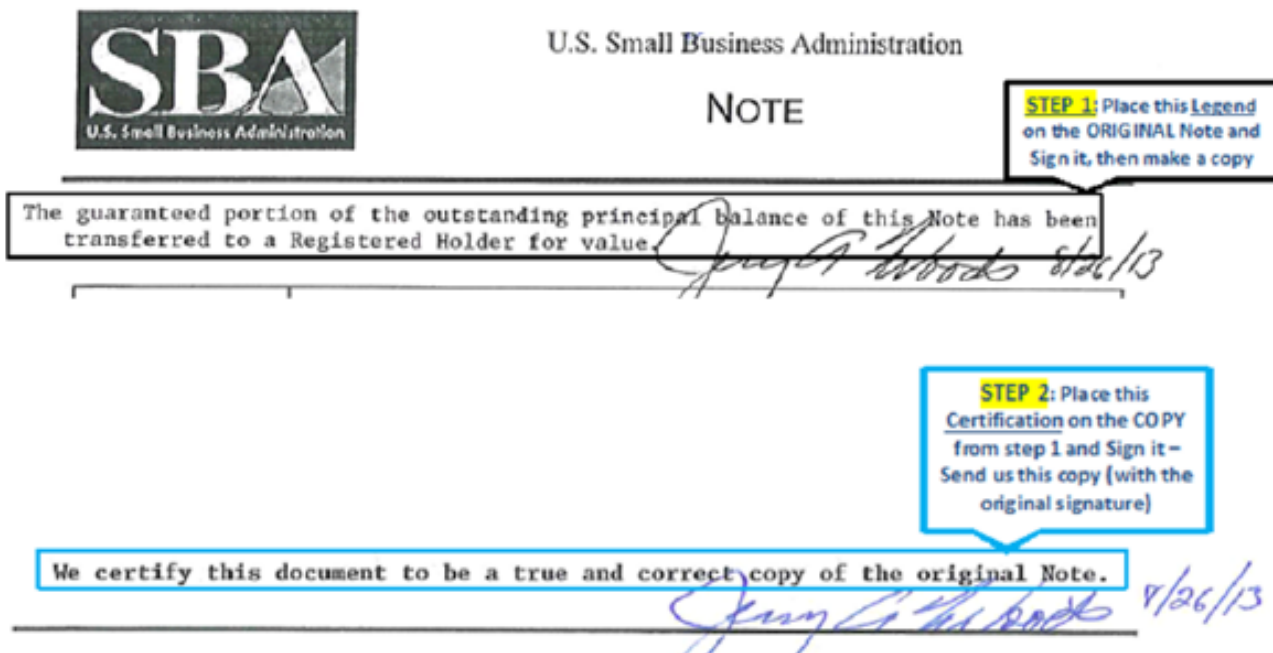 SBA
U.S. Small Business Administration
U.S. Small Business Administration
NOTE
STEP 1: Place this Legend
on the ORIGINAL Note and
Sign it, then make a copy
The guaranteed portion of the outstanding principal balance of this Note has been
transferred to a Registered Holder for value.
8/26/13
STEP 2: Place this
Certification on the COPY
from step 1 and Sign it –
Send us this copy (with the
original signature)
We certify this document to be a true and correct copy of the original Note.
8/26/13